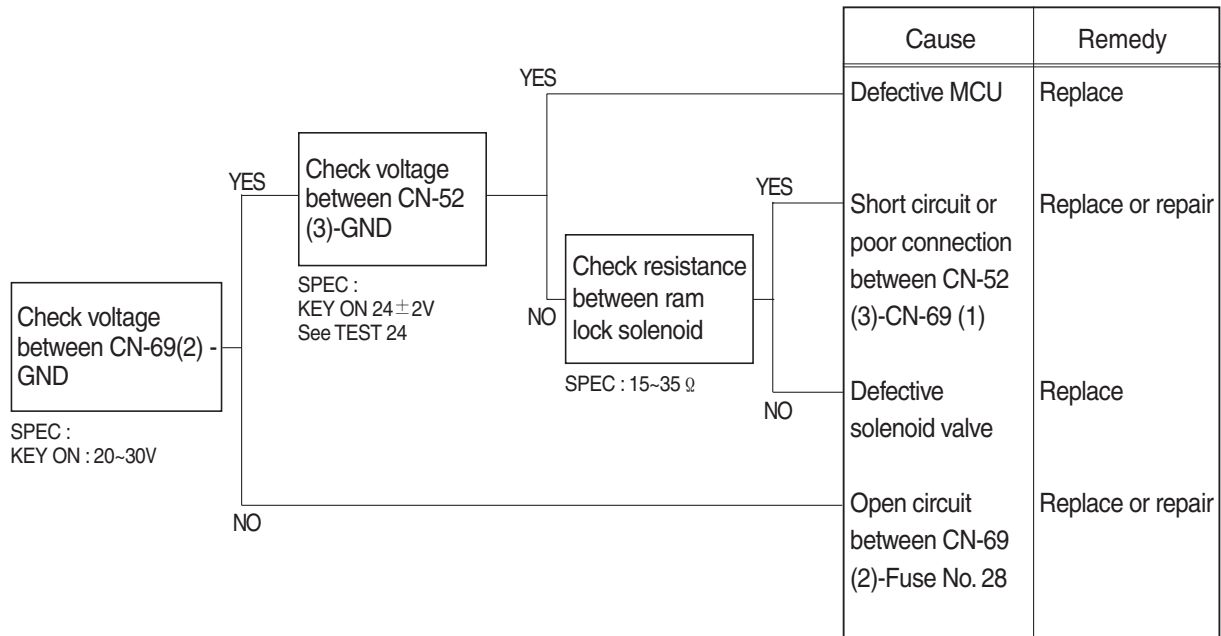 Check voltage
between CN-69(2) -
GND
SPEC :
KEY ON : 20~30V
YES
NO
Check voltage
between CN-52
(3)-GND
SPEC :
KEY ON 24±2V
See TEST 24
YES
NO
Check resistance
between ram
lock solenoid
SPEC : 15~35 Ω
YES
NO
Cause Remedy
Defective MCU Replace
Short circuit or Replace or repair
poor connection
between CN-52
(3)-CN-69 (1)
Defective Replace
solenoid valve
Open circuit Replace or repair
between CN-69
(2)-Fuse No. 28